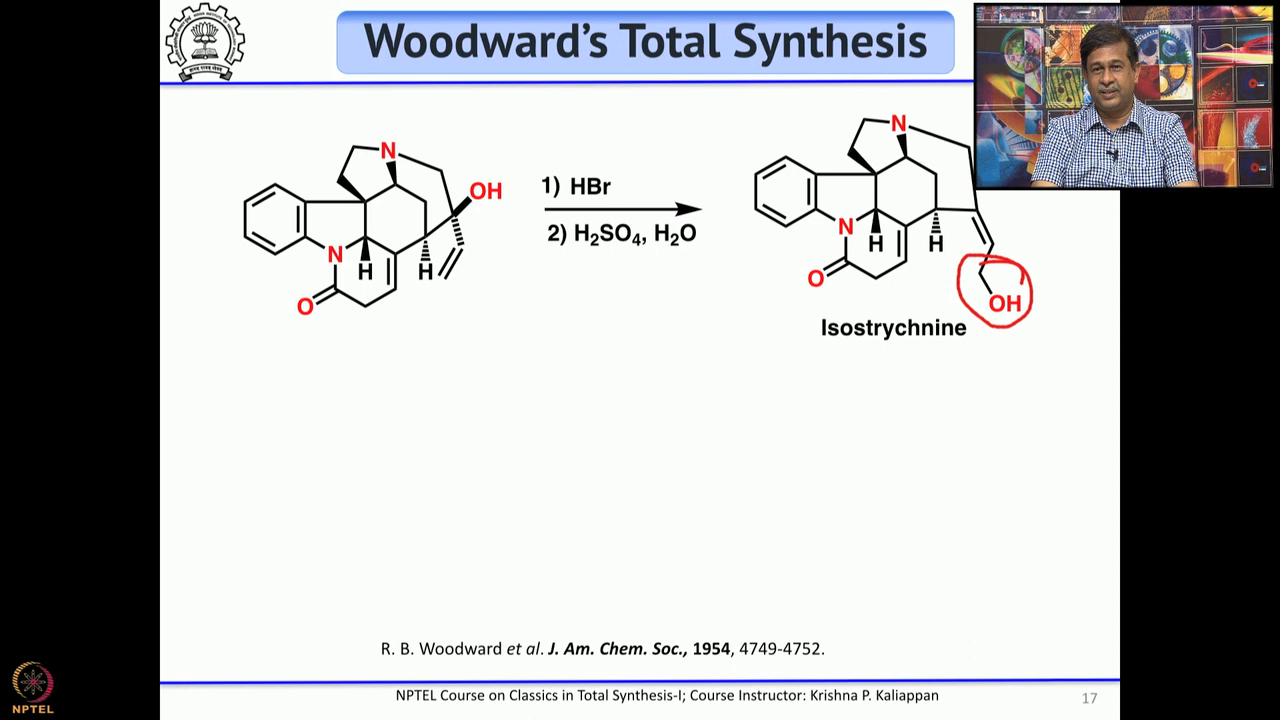 Woodward's Total Synthesis
N
OH
N
H
H
O
1) HBr
2) H₂SO₄, H₂O
N
N
H
H
O
OH
Isostrychnine
R. B. Woodward et al. J. Am. Chem. Soc., 1954, 4749-4752.
NPTEL Course on Classics in Total Synthesis-I; Course Instructor: Krishna P. Kaliappan
17
NPTEL